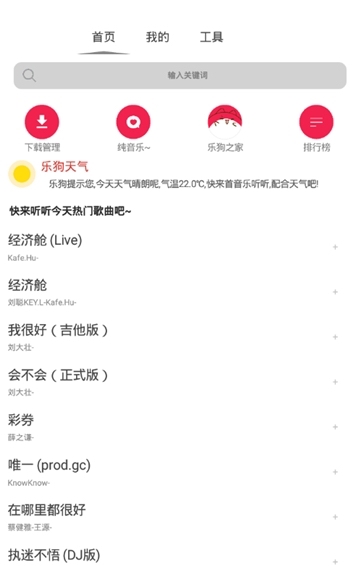 首页 我的 工具
输入关键词
下载管理 纯音乐~ 乐狗之家 排行榜
乐狗天气
乐狗提示您,今天天气晴朗呢,气温22.0℃,快来首音乐听听,配合天气吧!
快来听听今天热门歌曲吧~
经济舱 (Live)
Kafe.Hu-
+
经济舱
刘聪KEY.L-Kafe.Hu-
+
我很好（吉他版）
刘大壮-
+
会不会（正式版）
刘大壮-
+
彩券
薛之谦-
+
唯一 (prod.gc)
KnowKnow-
+
在哪里都很好
蔡健雅-王源-
+
执迷不悟 (DJ版)
+